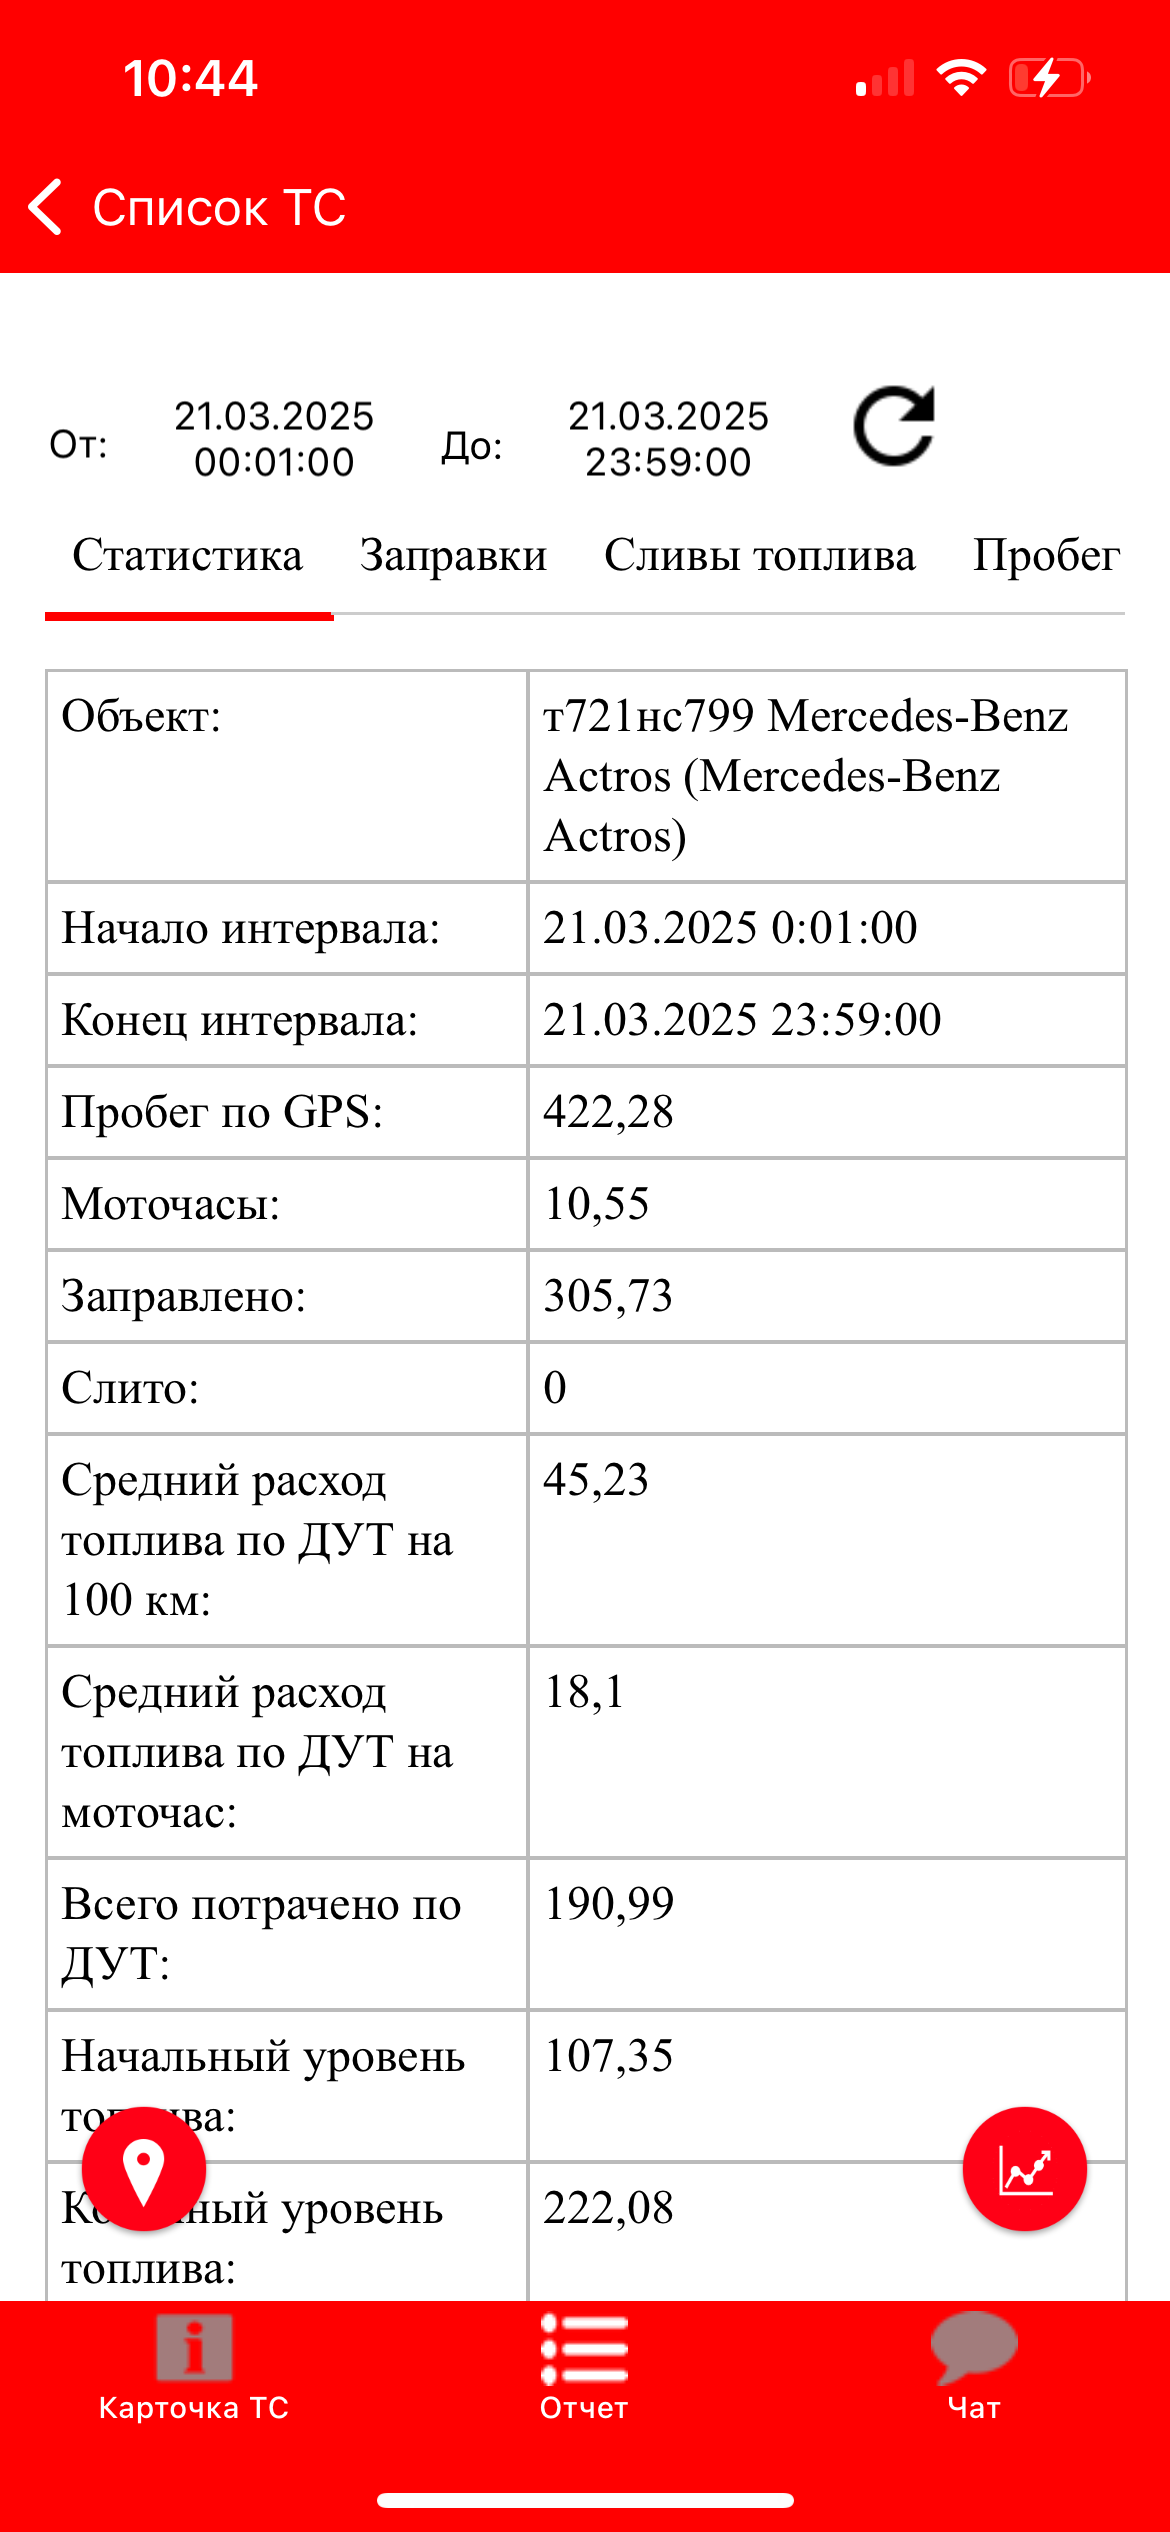 10:44
Список ТС
От:
21.03.2025
00:01:00
До:
21.03.2025
23:59:00
Статистика Заправки Сливы топлива Пробег
Объект:
т721нс799 Mercedes-Benz
Actros (Mercedes-Benz
Actros)
Начало интервала: 21.03.2025 0:01:00
Конец интервала: 21.03.2025 23:59:00
Пробег по GPS: 422,28
Моточасы: 10,55
Заправлено: 305,73
Слито: 0
Средний расход
топлива по ДУТ на
100 км:
45,23
Средний расход
топлива по ДУТ на
моточас:
18,1
Всего потрачено по
ДУТ:
190,99
Начальный уровень
107,35
уровень
топлива:
222,08
Карточка ТС Отчет Чат